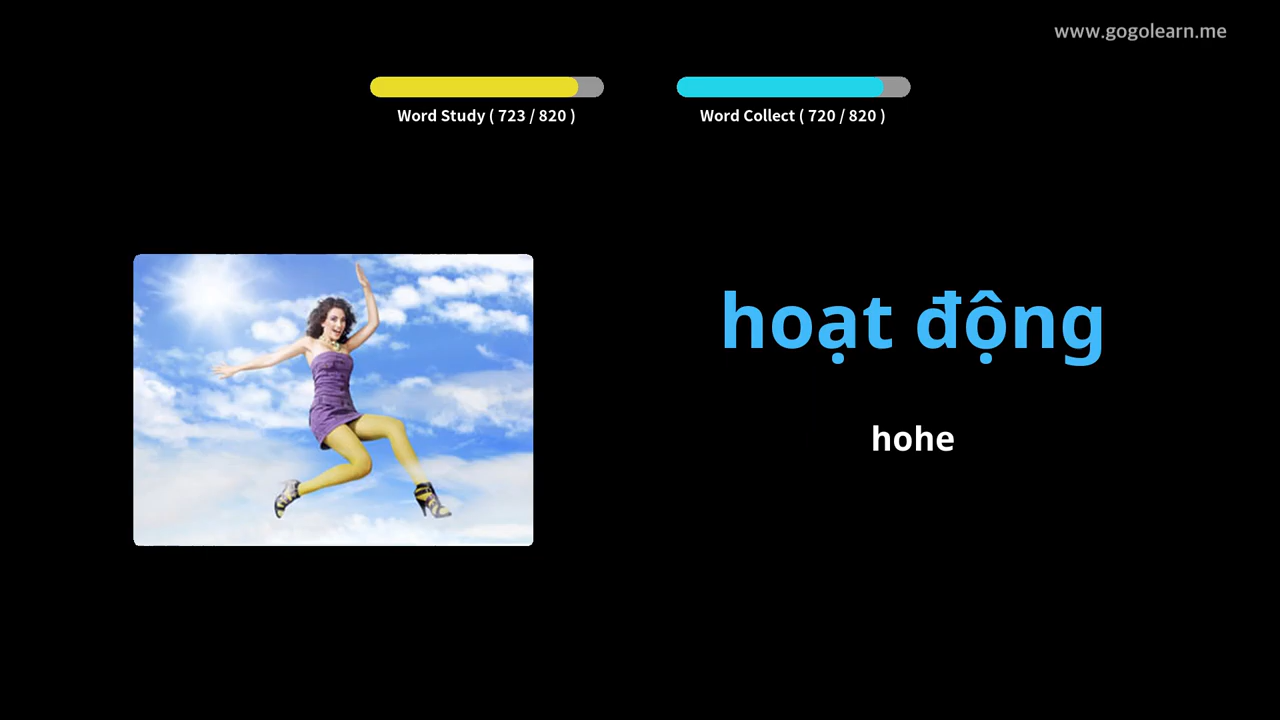 www.gogolearn.me
Word Study ( 723 / 820 )
Word Collect ( 720 / 820 )
hoạt động
hohe